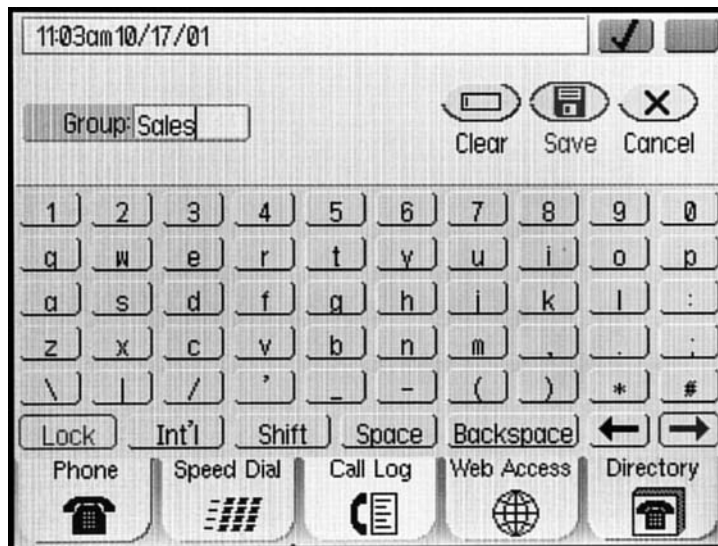 11:03am 10/17/01
Group: Sales
Clear Save Cancel
1 2 3 4 5 6 7 8 9 0
q w e r t y u i o p
a s d f g h j k l :
z x c v b n m , . ;
\ | / ' _ - ( ) * #
Lock Int'l Shift Space Backspace
Phone Speed Dial Call Log Web Access Directory